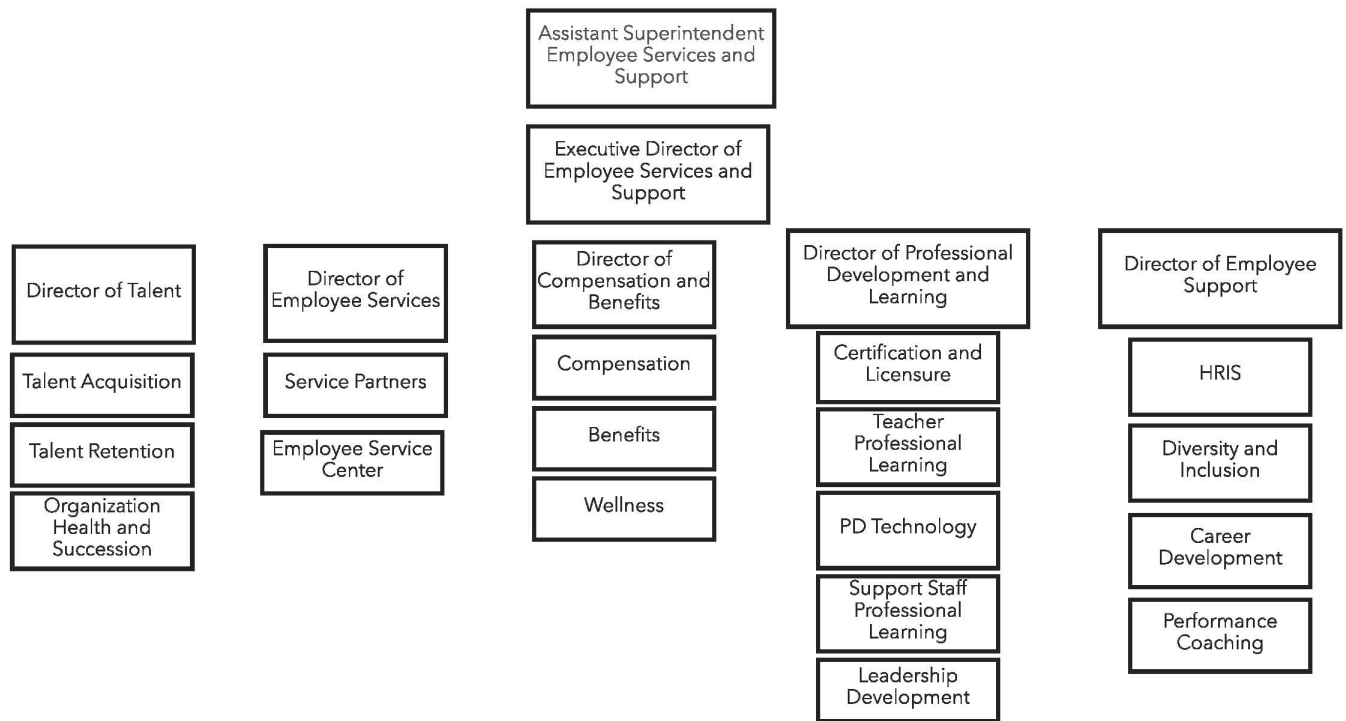 Assistant Superintendent
Employee Services and
Support
Executive Director of
Employee Services and
Support
Director of Talent
Talent Acquisition
Talent Retention
Organization
Health and
Succession
Director of
Employee Services
Service Partners
Employee Service
Center
Director of
Compensation and
Benefits
Compensation
Benefits
Wellness
Director of Professional
Development and
Learning
Certification and
Licensure
Teacher
Professional
Learning
PD Technology
Support Staff
Professional
Learning
Leadership
Development
Director of Employee
Support
HRIS
Diversity and
Inclusion
Career
Development
Performance
Coaching